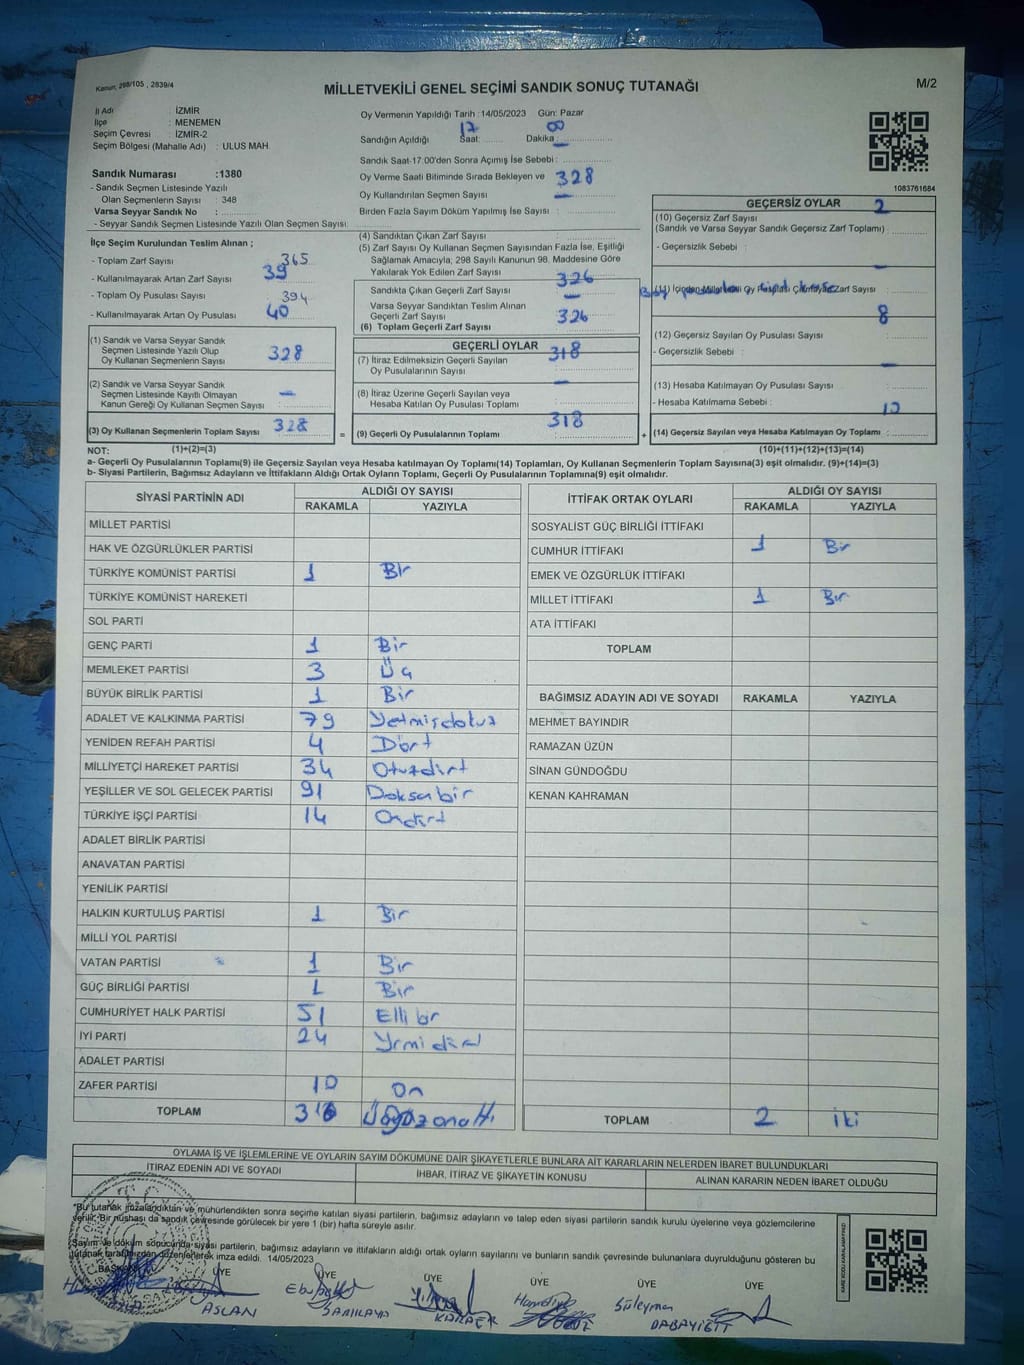 Kanun: 298/105 , 2839/4
MİLLETVEKİLİ GENEL SEÇİMİ SANDIK SONUÇ TUTANAĞI
M/2
İl Adı : İZMİR
İlçe : MENEMEN
Seçim Çevresi : İZMİR-2
Seçim Bölgesi (Mahalle Adı) : ULUS MAH.
Sandık Numarası :1380
- Sandık Seçmen Listesinde Yazılı
Olan Seçmenlerin Sayısı : 348
Varsa Seyyar Sandık No :
- Seyyar Sandık Seçmen Listesinde Yazılı Olan Seçmen Sayısı:
İlçe Seçim Kurulundan Teslim Alınan ;
- Toplam Zarf Sayısı 365
- Kullanılmayarak Artan Zarf Sayısı 39
- Toplam Oy Pusulası Sayısı 394
- Kullanılmayarak Artan Oy Pusulası 40
(1) Sandık ve Varsa Seyyar Sandık
Seçmen Listesinde Yazılı Olup
Oy Kullanan Seçmenlerin Sayısı 328
(2) Sandık ve Varsa Seyyar Sandık
Seçmen Listesinde Kayıtlı Olmayan
Kanun Gereği Oy Kullanan Seçmen Sayısı : —
(3) Oy Kullanan Seçmenlerin Toplam Sayısı 328
Oy Vermenin Yapıldığı Tarih :14/05/2023 Gün: Pazar
Sandığın Açıldığı Saat: 17 Dakika : 00
Sandık Saat 17:00'den Sonra Açımış İse Sebebi : —
Oy Verme Saati Bitiminde Sırada Bekleyen ve 328
Oy Kullandırılan Seçmen Sayısı —
Birden Fazla Sayım Döküm Yapılmış İse Sayısı :
(4) Sandıktan Çıkan Zarf Sayısı :
(5) Zarf Sayısı Oy Kullanan Seçmen Sayısından Fazla İse, Eşitliği
Sağlamak Amacıyla; 298 Sayılı Kanunun 98. Maddesine Göre
Yakılarak Yok Edilen Zarf Sayısı
Sandıkta Çıkan Geçerli Zarf Sayısı 326
Varsa Seyyar Sandıktan Teslim Alınan —
Geçerli Zarf Sayısı
(6) Toplam Geçerli Zarf Sayısı 326
GEÇERLİ OYLAR
(7) İtiraz Edilmeksizin Geçerli Sayılan 318
Oy Pusulalarının Sayısı
(8) İtiraz Üzerine Geçerli Sayılan veya —
Hesaba Katılan Oy Pusulası Toplamı
= (9) Geçerli Oy Pusulalarının Toplamı 318
1083761684
GEÇERSİZ OYLAR 2
(10) Geçersiz Zarf Sayısı
(Sandık ve Varsa Seyyar Sandık Geçersiz Zarf Toplamı) :
- Geçersizlik Sebebi :
—
(12) Geçersiz Sayılan Oy Pusulası Sayısı : 8
- Geçersizlik Sebebi :
(13) Hesaba Katılmayan Oy Pusulası Sayısı : —
- Hesaba Katılmama Sebebi :
+ (14) Geçersiz Sayılan veya Hesaba Katılmayan Oy Toplamı : 10
NOT: (1)+(2)=(3) (10)+(11)+(12)+(13)=(14)
a- Geçerli Oy Pusulalarının Toplamı(9) ile Geçersiz Sayılan veya Hesaba katılmayan Oy Toplamı(14) Toplamları, Oy Kullanan Seçmenlerin Toplam Sayısına(3) eşit olmalıdır. (9)+(14)=(3)
b- Siyasi Partilerin, Bağımsız Adayların ve İttifakların Aldığı Ortak Oyların Toplamı, Geçerli Oy Pusulalarının Toplamına(9) eşit olmalıdır.
SİYASİ PARTİNİN ADI ALDIĞI OY SAYISI
RAKAMLA YAZIYLA
MİLLET PARTİSİ
HAK VE ÖZGÜRLÜKLER PARTİSİ
TÜRKİYE KOMÜNİST PARTİSİ 1 Bir
TÜRKİYE KOMÜNİST HAREKETİ
SOL PARTİ
GENÇ PARTİ 1 Bir
MEMLEKET PARTİSİ 3 Üç
BÜYÜK BİRLİK PARTİSİ 1 Bir
ADALET VE KALKINMA PARTİSİ 79 Yetmişdokuz
YENİDEN REFAH PARTİSİ 4 Dört
MİLLİYETÇİ HAREKET PARTİSİ 34 Otuzdört
YEŞİLLER VE SOL GELECEK PARTİSİ 91 Doksanbir
TÜRKİYE İŞÇİ PARTİSİ 14 Ondört
ADALET BİRLİK PARTİSİ
ANAVATAN PARTİSİ
YENİLİK PARTİSİ
HALKIN KURTULUŞ PARTİSİ 1 Bir
MİLLİ YOL PARTİSİ
VATAN PARTİSİ 1 Bir
GÜÇ BİRLİĞİ PARTİSİ 1 Bir
CUMHURİYET HALK PARTİSİ 51 Elli bir
İYİ PARTİ 24 Yirmi dört
ADALET PARTİSİ
ZAFER PARTİSİ 10 On
TOPLAM 316 Üçyüzonaltı
İTTİFAK ORTAK OYLARI ALDIĞI OY SAYISI
RAKAMLA YAZIYLA
SOSYALİST GÜÇ BİRLİĞİ İTTİFAKI
CUMHUR İTTİFAKI 1 Bir
EMEK VE ÖZGÜRLÜK İTTİFAKI
MİLLET İTTİFAKI 1 Bir
ATA İTTİFAKI
TOPLAM
BAĞIMSIZ ADAYIN ADI VE SOYADI RAKAMLA YAZIYLA
MEHMET BAYINDIR
RAMAZAN ÜZÜN
SİNAN GÜNDOĞDU
KENAN KAHRAMAN
TOPLAM 2 iki
OYLAMA İŞ VE İŞLEMLERİNE VE OYLARIN SAYIM DÖKÜMÜNE DAİR ŞİKAYETLERLE BUNLARA AİT KARARLARIN NELERDEN İBARET BULUNDUKLARI
İTİRAZ EDENİN ADI VE SOYADI İHBAR, İTİRAZ VE ŞİKAYETİN KONUSU ALINAN KARARIN NEDEN İBARET OLDUĞU
"Bu tutanak imzalandıktan ve mühürlendikten sonra seçime katılan siyasi partilerin, bağımsız adayların ve talep eden siyasi partilerin sandık kurulu üyelerine veya gözlemcilerine
verilir. Bir nüshası da sandık çevresinde görülecek bir yere 1 (bir) hafta süreyle asılır.
Sayım ve döküm sonucunda siyasi partilerin, bağımsız adayların ve ittifakların aldığı ortak oyların sayılarını ve bunların sandık çevresinde bulunanlara duyrulduğunu gösteren bu
tutanak tarafımızdan düzenlenerek imza edildi. 14/05/2023
BAŞKAN ÜYE ÜYE ÜYE ÜYE ÜYE ÜYE
ASLAN SARIKAYA Süleyman